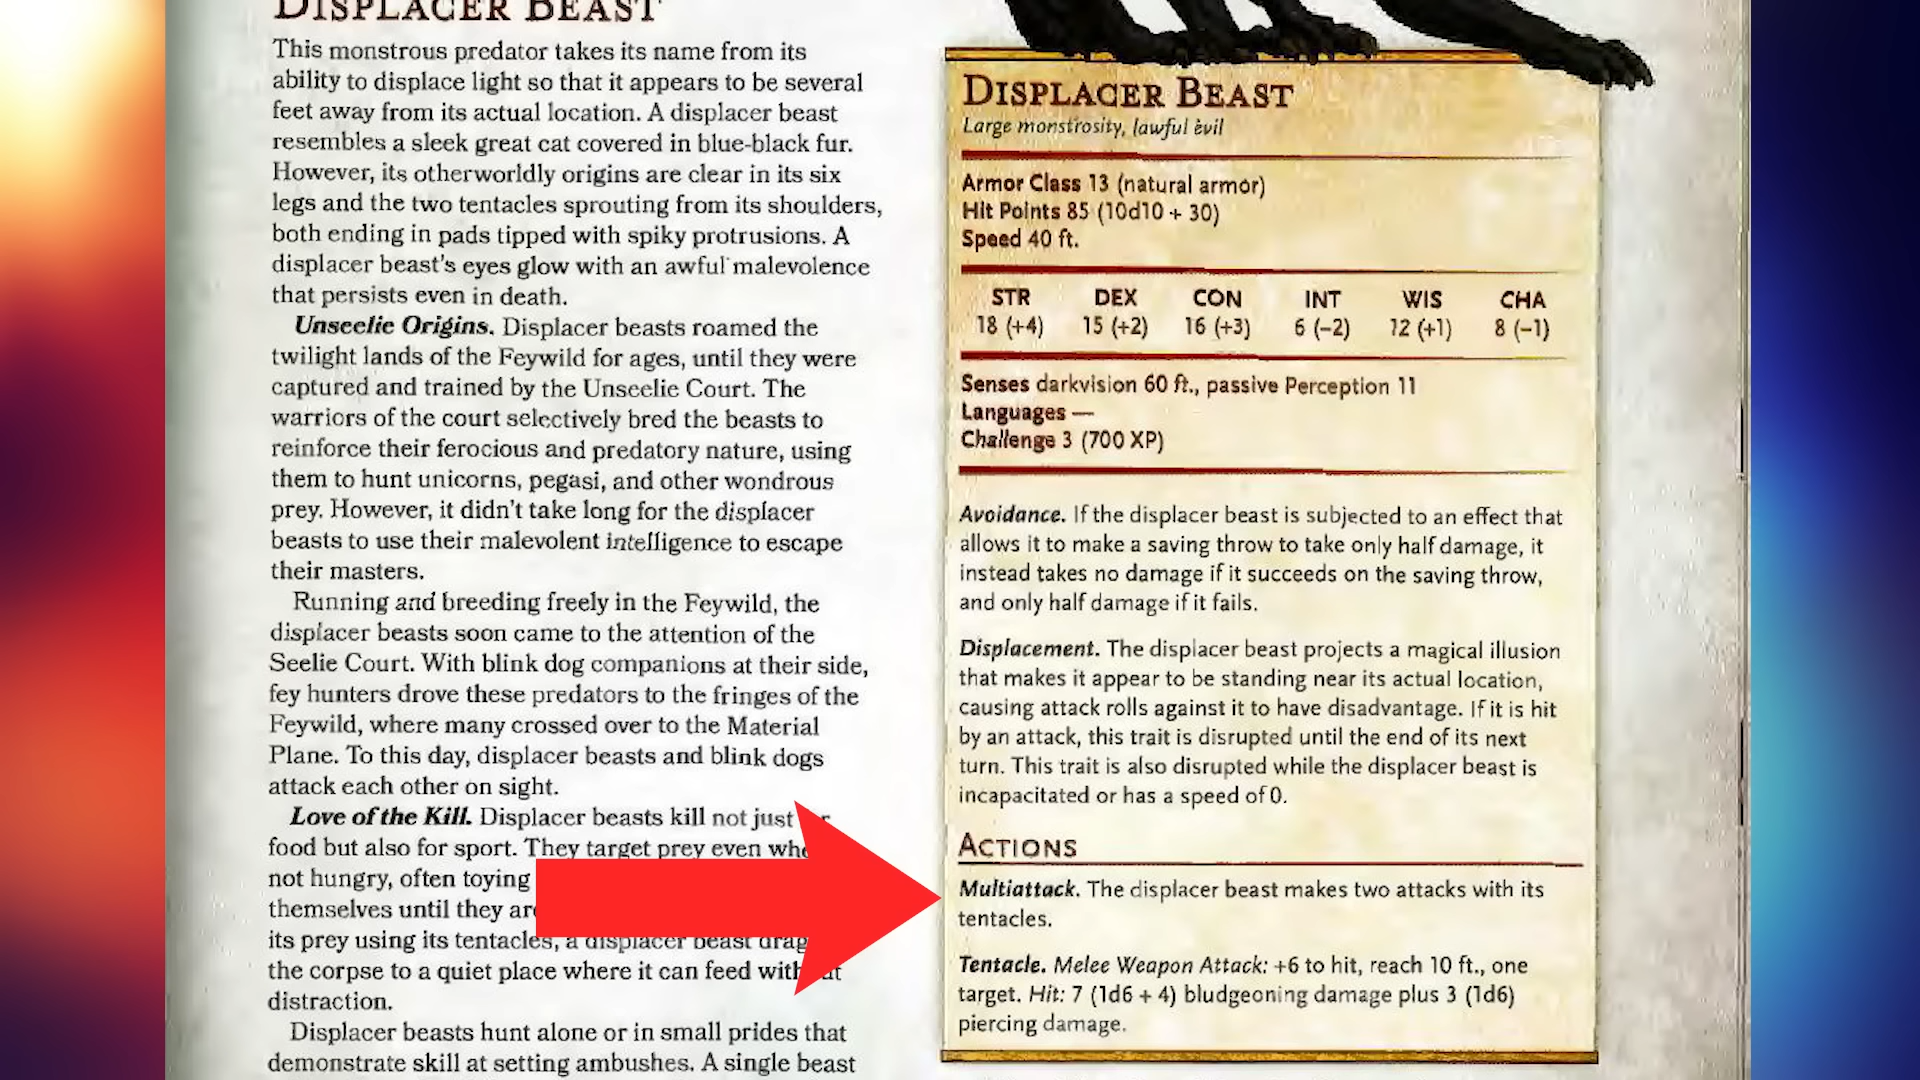 DISPLACER BEAST
This monstrous predator takes its name from its
ability to displace light so that it appears to be several
feet away from its actual location. A displacer beast
resembles a sleek great cat covered in blue-black fur.
However, its otherworldly origins are clear in its six
legs and the two tentacles sprouting from its shoulders,
both ending in pads tipped with spiky protrusions. A
displacer beast's eyes glow with an awful malevolence
that persists even in death.
Unseelie Origins. Displacer beasts roamed the
twilight lands of the Feywild for ages, until they were
captured and trained by the Unseelie Court. The
warriors of the court selectively bred the beasts to
reinforce their ferocious and predatory nature, using
them to hunt unicorns, pegasi, and other wondrous
prey. However, it didn't take long for the displacer
beasts to use their malevolent intelligence to escape
their masters.
Running and breeding freely in the Feywild, the
displacer beasts soon came to the attention of the
Seelie Court. With blink dog companions at their side,
fey hunters drove these predators to the fringes of the
Feywild, where many crossed over to the Material
Plane. To this day, displacer beasts and blink dogs
attack each other on sight.
Love of the Kill. Displacer beasts kill not just
food but also for sport. They target prey even
not hungry, often toying
themselves until they
its prey using its tentacles, a displacer beast
the corpse to a quiet place where it can feed
distraction.
Displacer beasts hunt alone or in small prides that
demonstrate skill at setting ambushes. A single beast
DISPLACER BEAST
Large monstrosity, lawful evil
Armor Class 13 (natural armor)
Hit Points 85 (10d10 + 30)
Speed 40 ft.
STR DEX CON INT WIS CHA
18 (+4) 15 (+2) 16 (+3) 6 (−2) 12 (+1) 8 (−1)
Senses darkvision 60 ft., passive Perception 11
Languages —
Challenge 3 (700 XP)
Avoidance. If the displacer beast is subjected to an effect that
allows it to make a saving throw to take only half damage, it
instead takes no damage if it succeeds on the saving throw,
and only half damage if it fails.
Displacement. The displacer beast projects a magical illusion
that makes it appear to be standing near its actual location,
causing attack rolls against it to have disadvantage. If it is hit
by an attack, this trait is disrupted until the end of its next
turn. This trait is also disrupted while the displacer beast is
incapacitated or has a speed of 0.
ACTIONS
Multiattack. The displacer beast makes two attacks with its
tentacles.
Tentacle. Melee Weapon Attack: +6 to hit, reach 10 ft., one
target. Hit: 7 (1d6 + 4) bludgeoning damage plus 3 (1d6)
piercing damage.